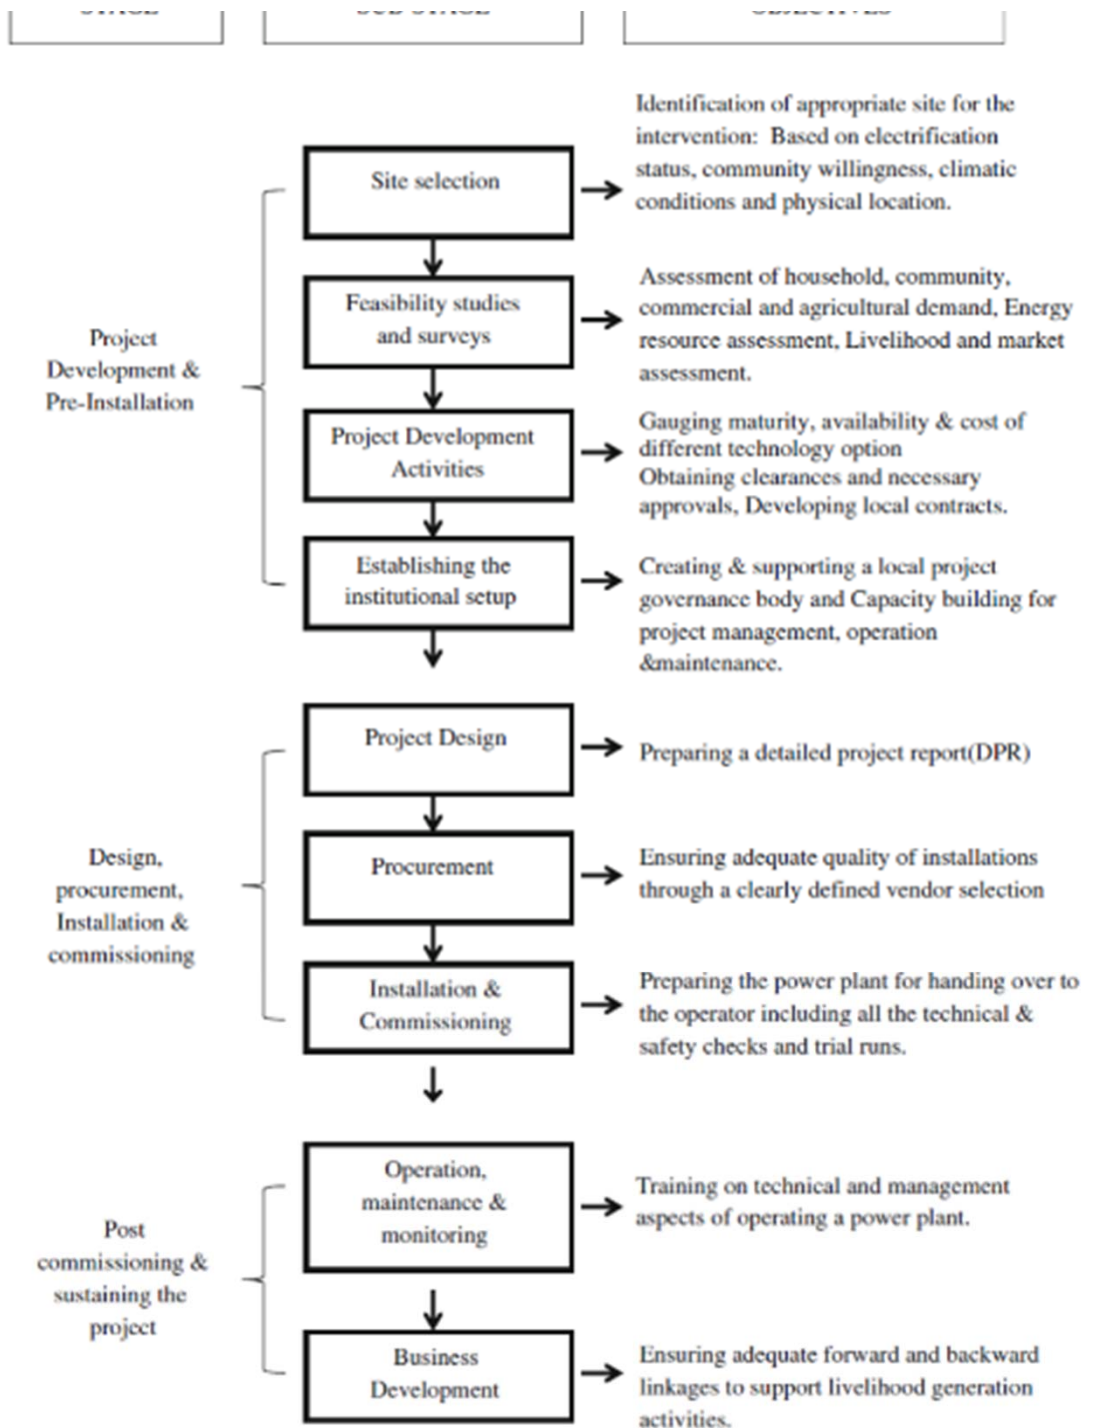 STAGE
SUB STAGE
OBJECTIVES
Project
Development &
Pre-Installation
Site selection
Identification of appropriate site for the
intervention:  Based on electrification
status, community willingness, climatic
conditions and physical location.
Feasibility studies
and surveys
Assessment of household, community,
commercial and agricultural demand, Energy
resource assessment, Livelihood and market
assessment.
Project Development
Activities
Gauging maturity, availability & cost of
different technology option
Obtaining clearances and necessary
approvals, Developing local contracts.
Establishing the
institutional setup
Creating & supporting a local project
governance body and Capacity building for
project management, operation
&maintenance.
Design,
procurement,
Installation &
commissioning
Project Design
Preparing a detailed project report(DPR)
Procurement
Ensuring adequate quality of installations
through a clearly defined vendor selection
Installation &
Commissioning
Preparing the power plant for handing over to
the operator including all the technical &
safety checks and trial runs.
Post
commissioning &
sustaining the
project
Operation,
maintenance &
monitoring
Training on technical and management
aspects of operating a power plant.
Business
Development
Ensuring adequate forward and backward
linkages to support livelihood generation
activities.